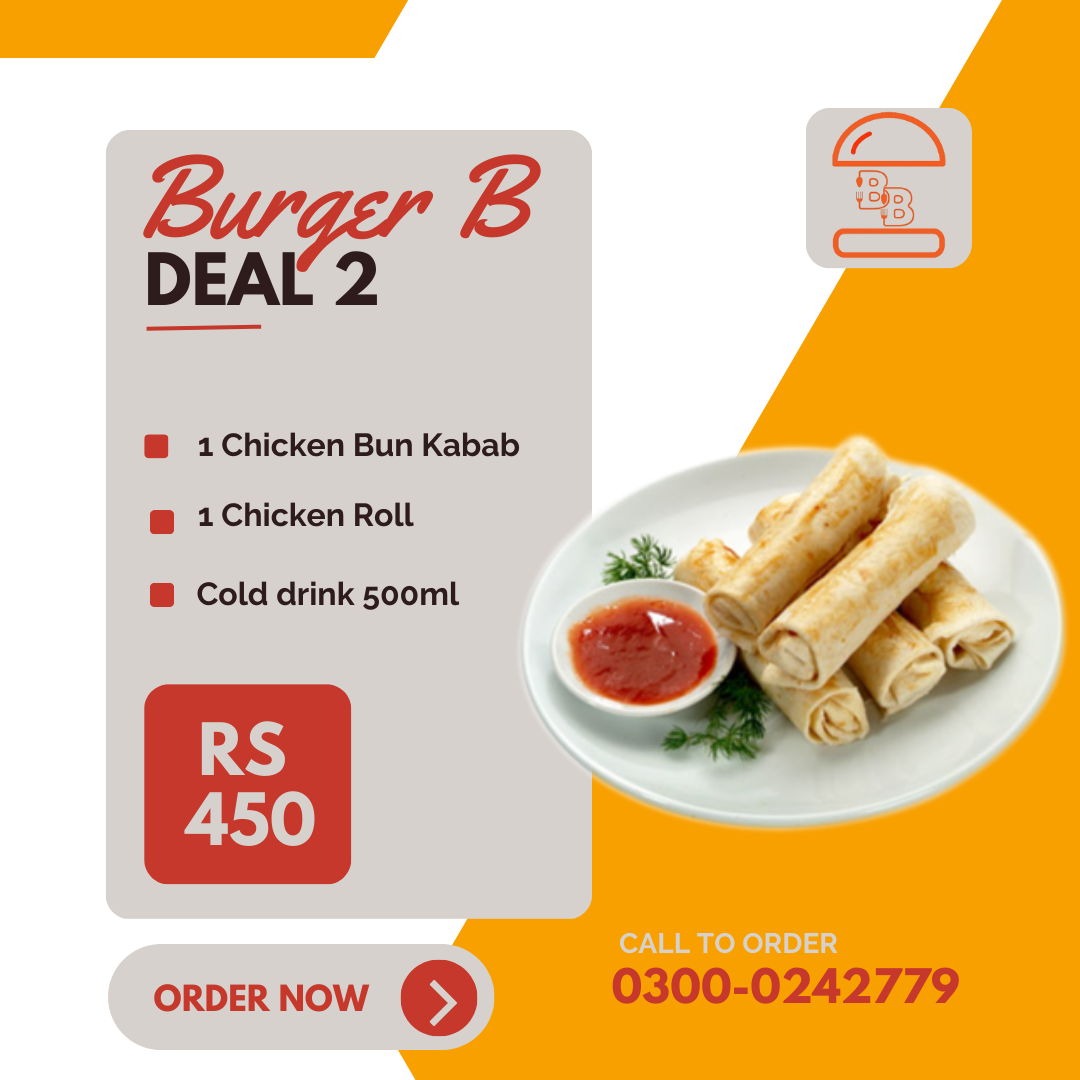 Burger B
DEAL 2
BB
1 Chicken Bun Kabab
1 Chicken Roll
Cold drink 500ml
RS
450
ORDER NOW
CALL TO ORDER
0300-0242779